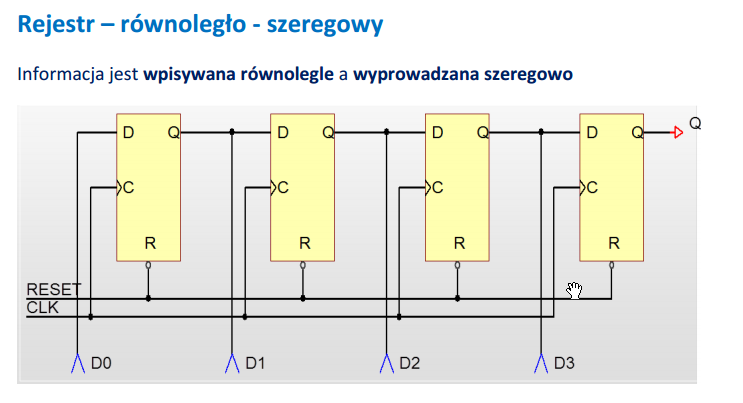 Rejestr – równoległo - szeregowy
Informacja jest wpisywana równolegle a wyprowadzana szeregowo
D Q D Q D Q D Q Q
C C C C
R R R R
RESET
CLK
D0 D1 D2 D3